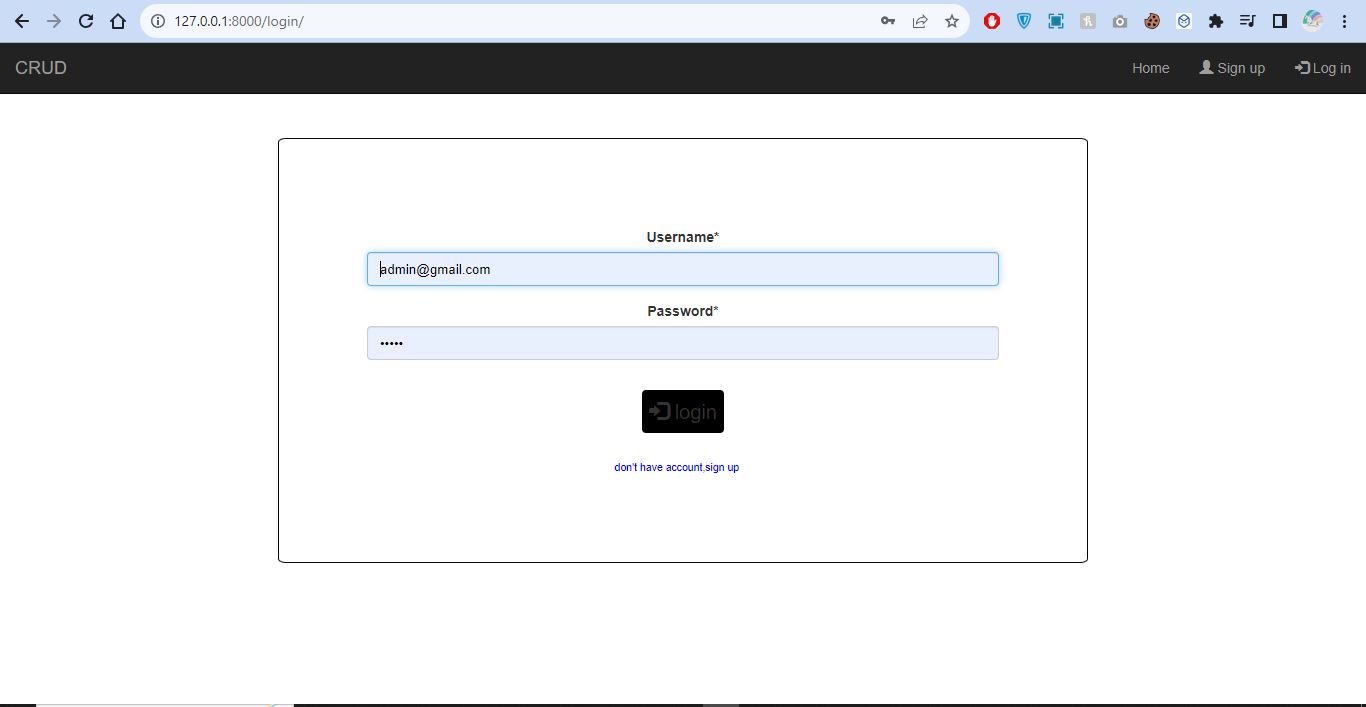 127.0.0.1:8000/login/
CRUD
Home
Sign up
Log in
Username*
admin@gmail.com
Password*
•••••
login
don't have account,sign up